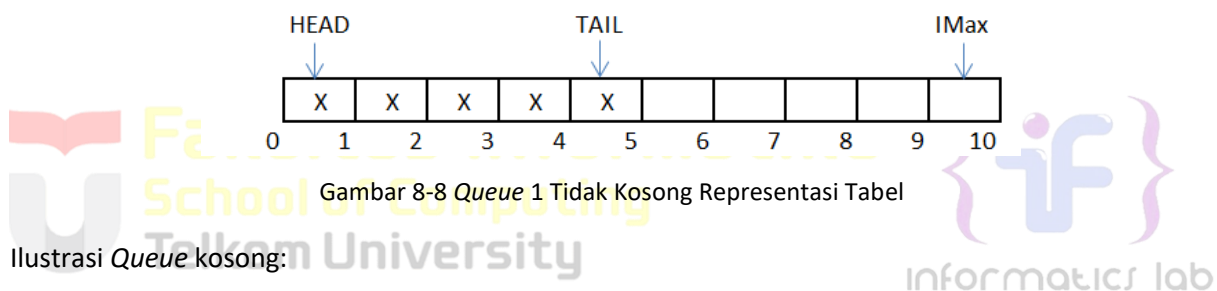 HEAD TAIL IMax
X X X X X
0 1 2 3 4 5 6 7 8 9 10
Gambar 8-8 Queue 1 Tidak Kosong Representasi Tabel
School of Computing
Telkom University
Ilustrasi Queue kosong:
informatics lab